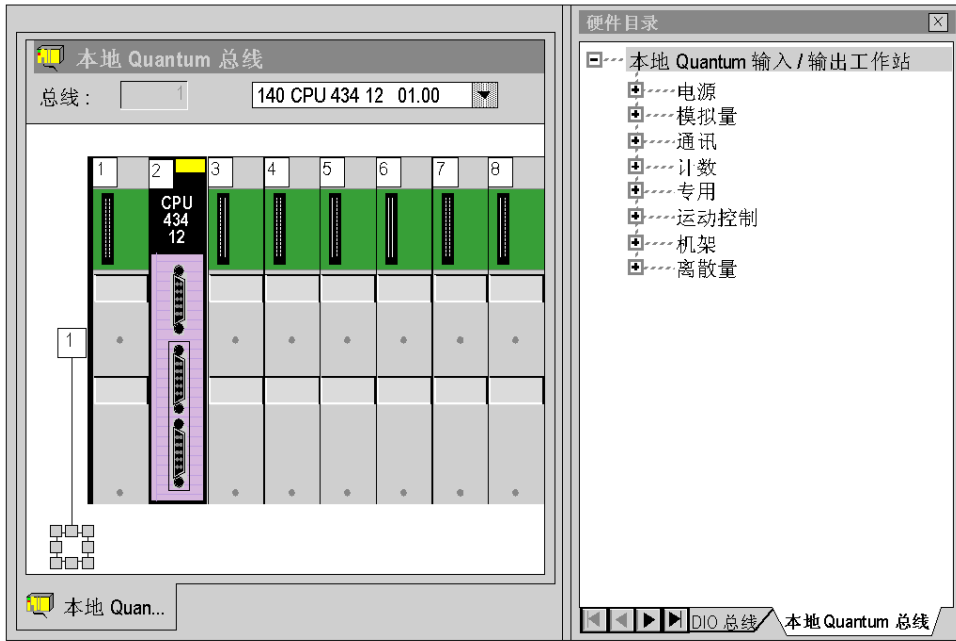 本地 Quantum 总线
总线： 1 140 CPU 434 12 01.00
1 2 3 4 5 6 7 8
CPU
434
12
1
本地 Quan...
硬件目录
本地 Quantum 输入 / 输出工作站
电源
模拟量
通讯
计数
专用
运动控制
机架
离散量
DIO 总线 本地 Quantum 总线